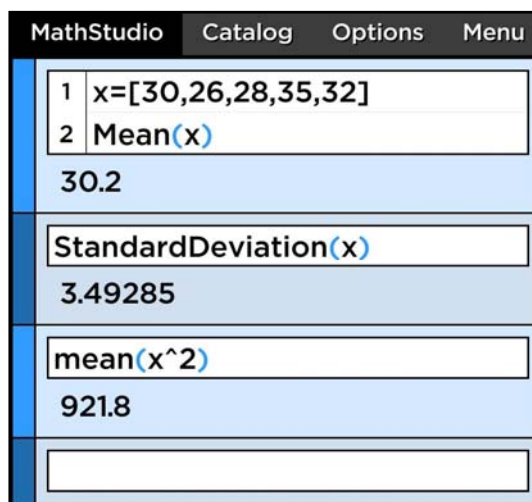 MathStudio Catalog Options Menu
1 x=[30,26,28,35,32]
2 Mean(x)
30.2
StandardDeviation(x)
3.49285
mean(x^2)
921.8